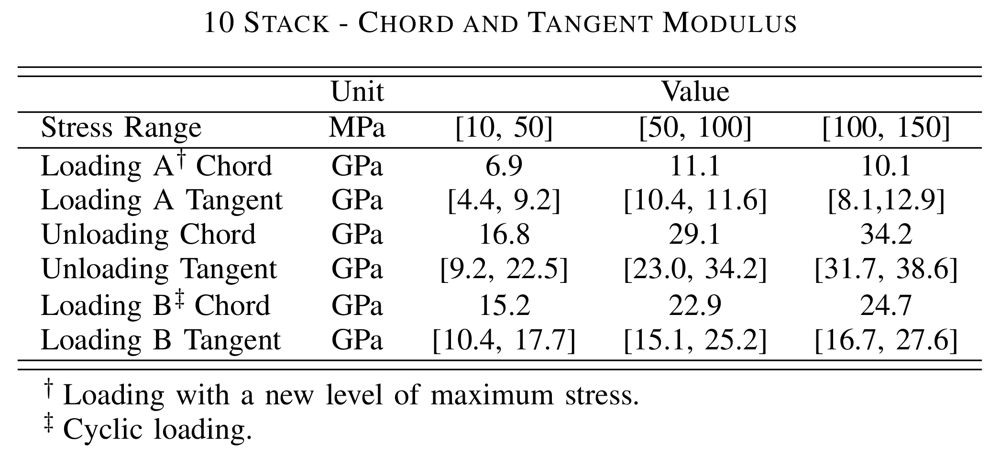 10 STACK - CHORD AND TANGENT MODULUS
Unit Value
Stress Range MPa [10, 50] [50, 100] [100, 150]
Loading A† Chord GPa 6.9 11.1 10.1
Loading A Tangent GPa [4.4, 9.2] [10.4, 11.6] [8.1,12.9]
Unloading Chord GPa 16.8 29.1 34.2
Unloading Tangent GPa [9.2, 22.5] [23.0, 34.2] [31.7, 38.6]
Loading B‡ Chord GPa 15.2 22.9 24.7
Loading B Tangent GPa [10.4, 17.7] [15.1, 25.2] [16.7, 27.6]
† Loading with a new level of maximum stress.
‡ Cyclic loading.